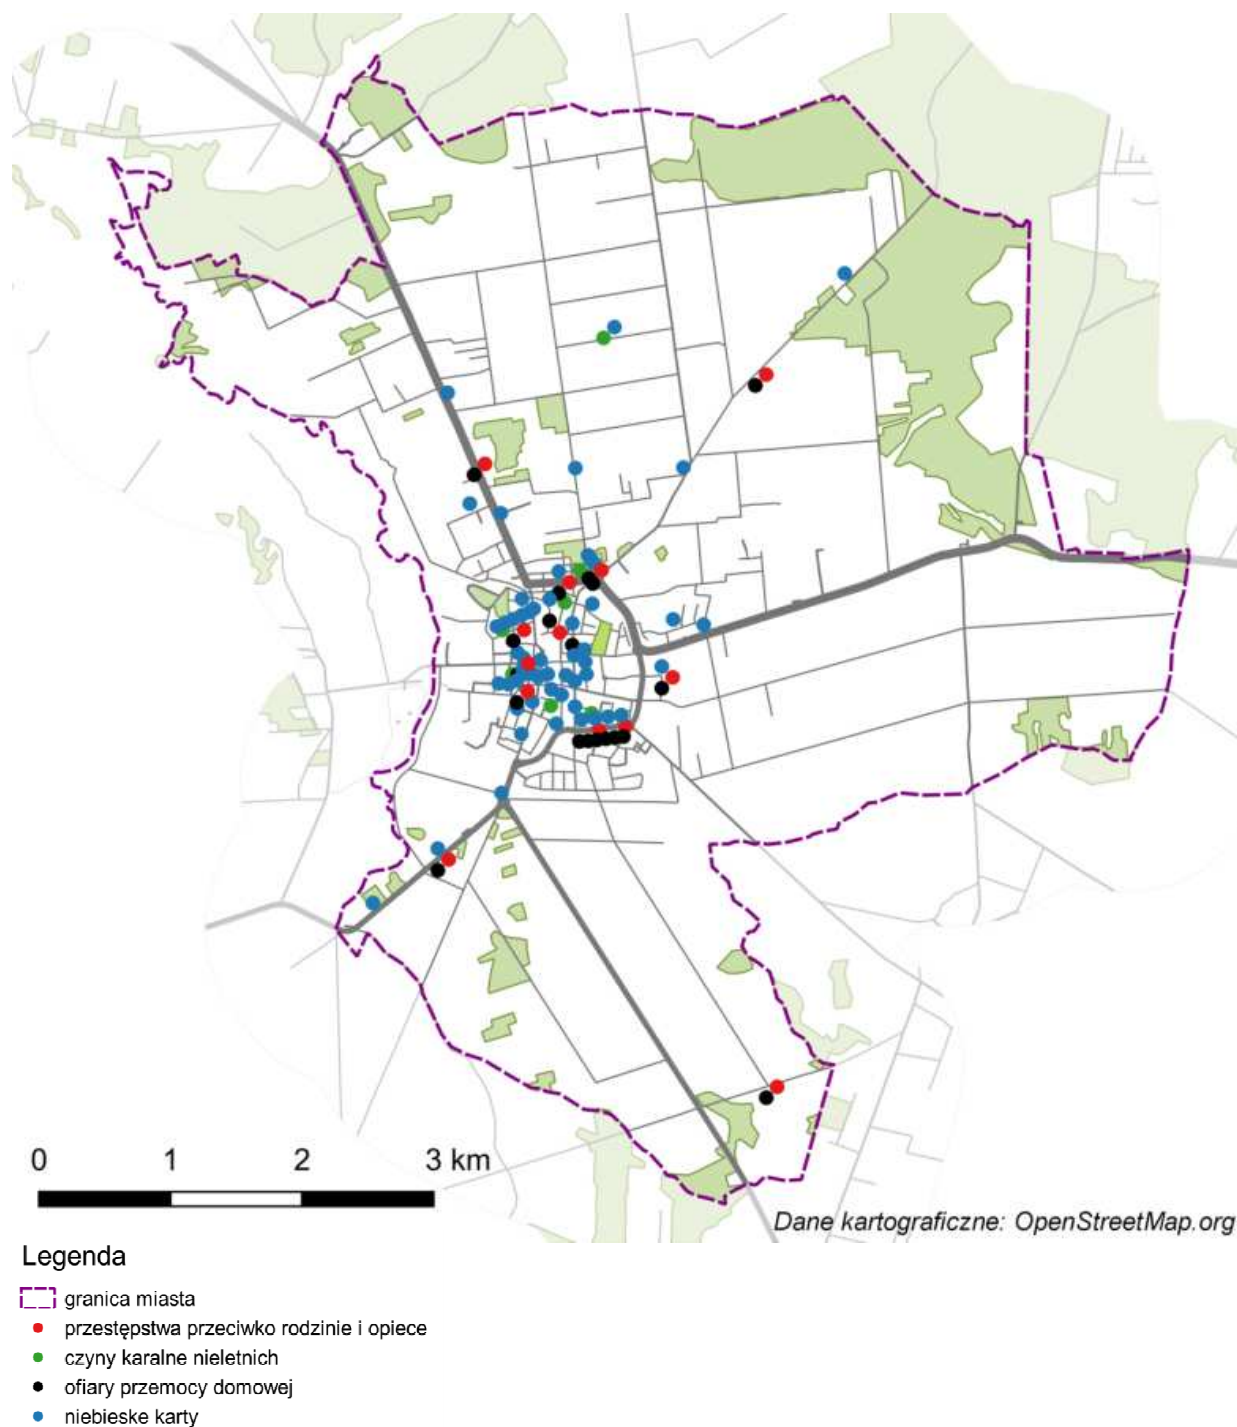 0 1 2 3 km
Dane kartograficzne: OpenStreetMap.org
Legenda
granica miasta
przestępstwa przeciwko rodzinie i opiece
czyny karalne nieletnich
ofiary przemocy domowej
niebieske karty